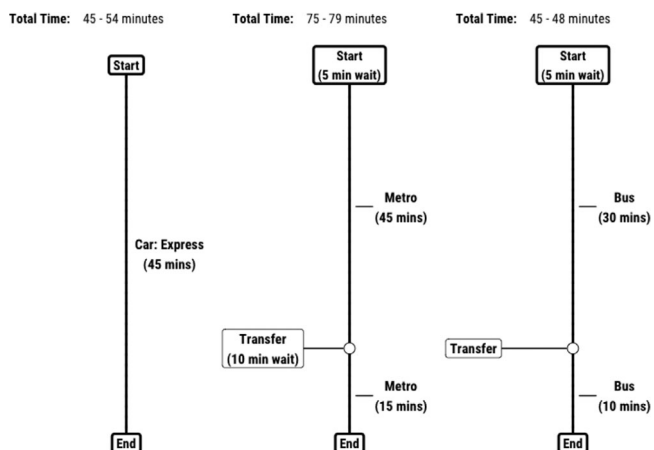 Total Time: 45 - 54 minutes
Start
Car: Express
(45 mins)
End
Total Time: 75 - 79 minutes
Start
(5 min wait)
Metro
(45 mins)
Transfer
(10 min wait)
Metro
(15 mins)
End
Total Time: 45 - 48 minutes
Start
(5 min wait)
Bus
(30 mins)
Transfer
Bus
(10 mins)
End